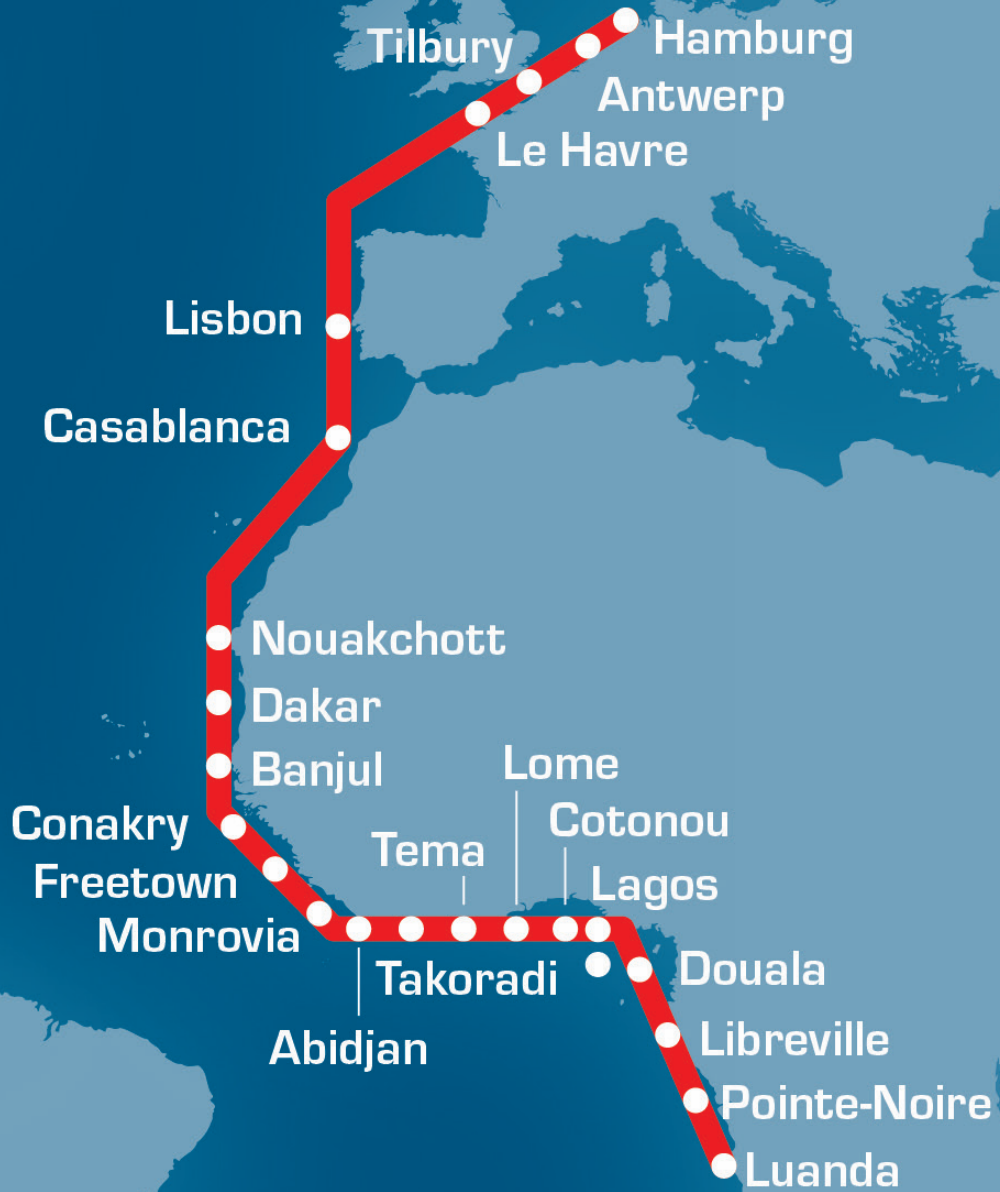 Hamburg
Tilbury
Antwerp
Le Havre
Lisbon
Casablanca
Nouakchott
Dakar
Banjul
Lome
Conakry
Cotonou
Tema
Freetown
Lagos
Monrovia
Douala
Takoradi
Libreville
Abidjan
Pointe-Noire
Luanda